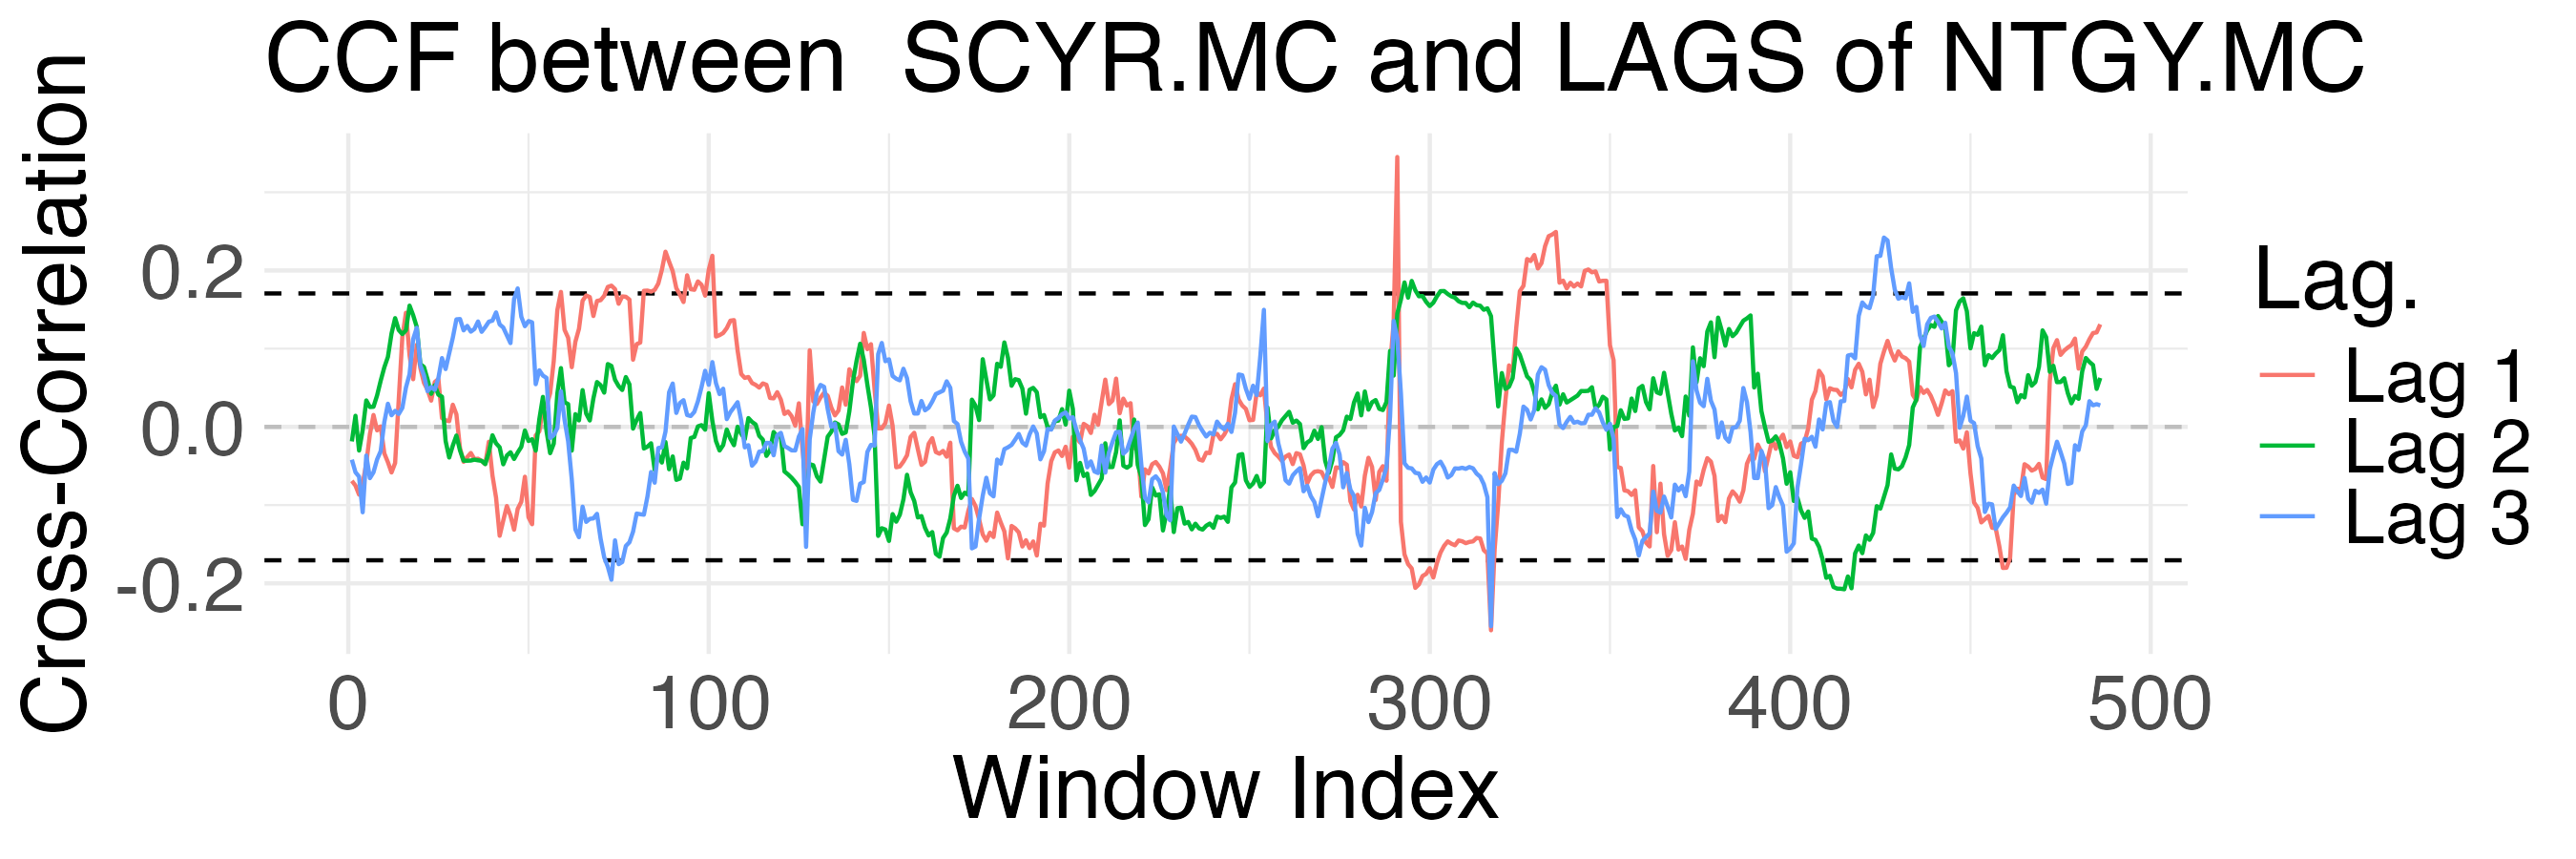 CCF between  SCYR.MC and LAGS of NTGY.MC
Cross-Correlation
0.2
0.0
-0.2
0 100 200 300 400 500
Window Index
Lag.
Lag 1
Lag 2
Lag 3